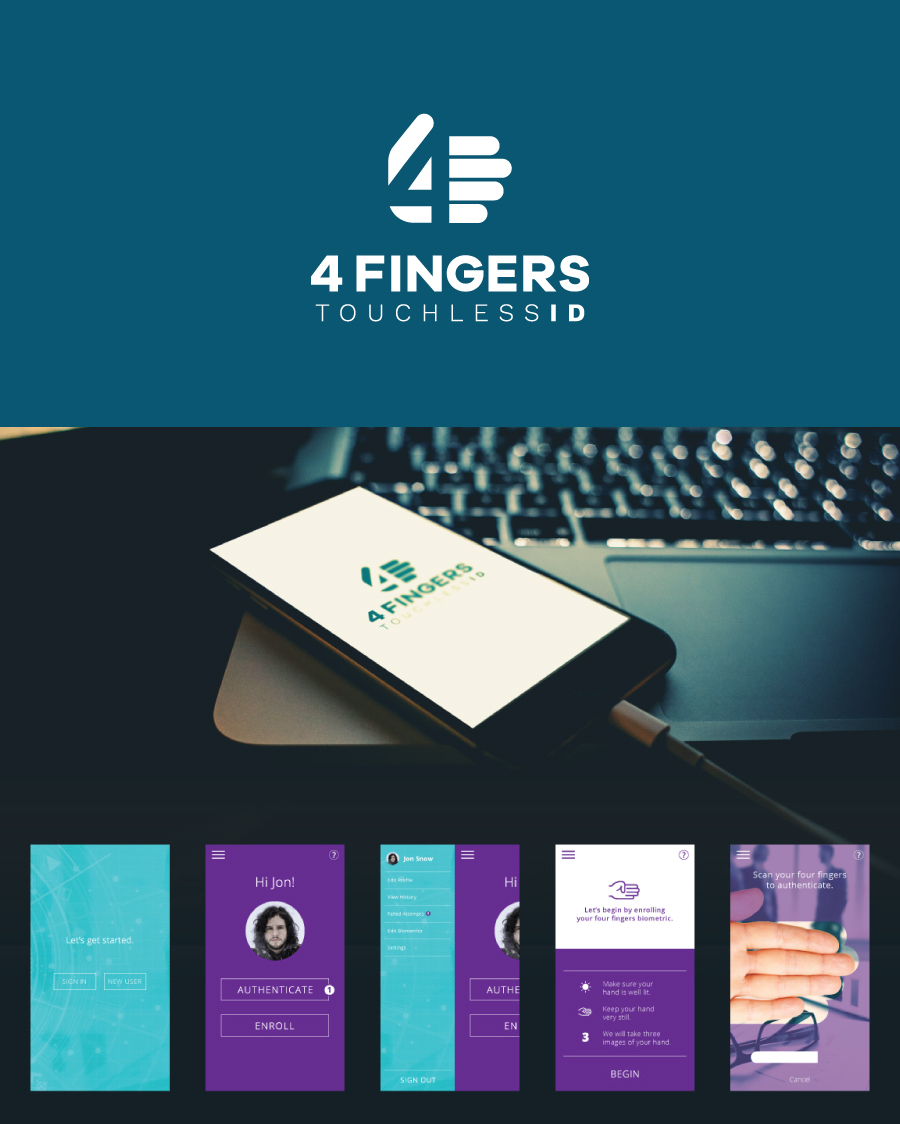 4 FINGERS
TOUCHLESSID
4 FINGERS
TOUCHLESSID
Let's get started.
SIGN IN
NEW USER
?
Hi Jon!
AUTHENTICATE 1
ENROLL
Jon Snow
Edit Profile
View History
Failed Attempts
Edit Biometrics
Settings
SIGN OUT
Hi
AUTHE
EN
?
Let's begin by enrolling
your four fingers biometric.
Make sure your
hand is well lit.
Keep your hand
very still.
3 We will take three
images of your hand.
BEGIN
?
Scan your four fingers
to authenticate.
Cancel